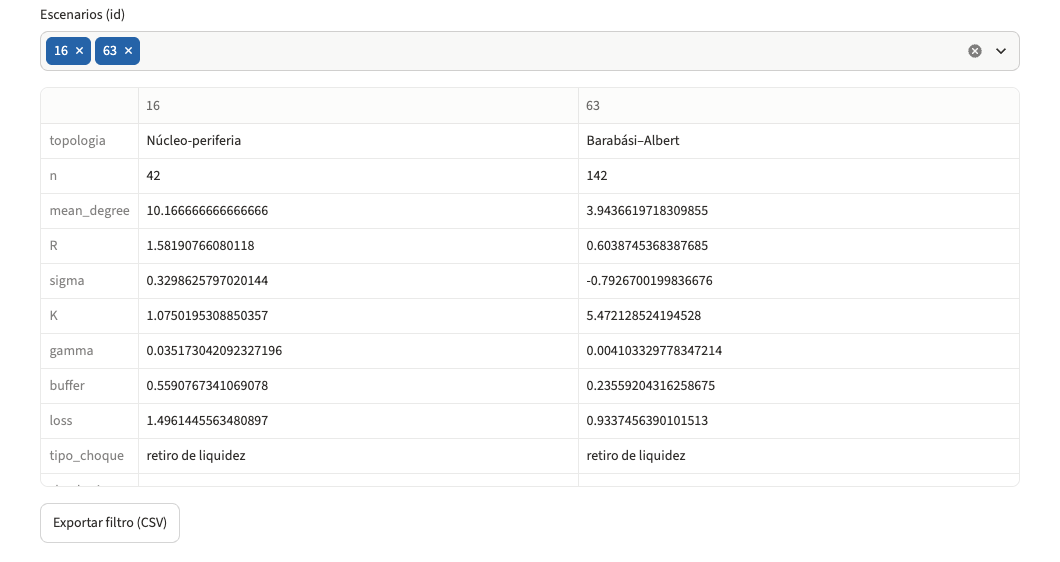 Escenarios (id)
16 × 63 ×
16 63
topologia Núcleo-periferia Barabási–Albert
n 42 142
mean_degree 10.166666666666666 3.9436619718309855
R 1.58190766080118 0.6038745368387685
sigma 0.3298625797020144 -0.7926700199836676
K 1.0750195308850357 5.472128524194528
gamma 0.035173042092327196 0.004103329778347214
buffer 0.5590767341069078 0.23559204316258675
loss 1.4961445563480897 0.9337456390101513
tipo_choque retiro de liquidez retiro de liquidez
Exportar filtro (CSV)